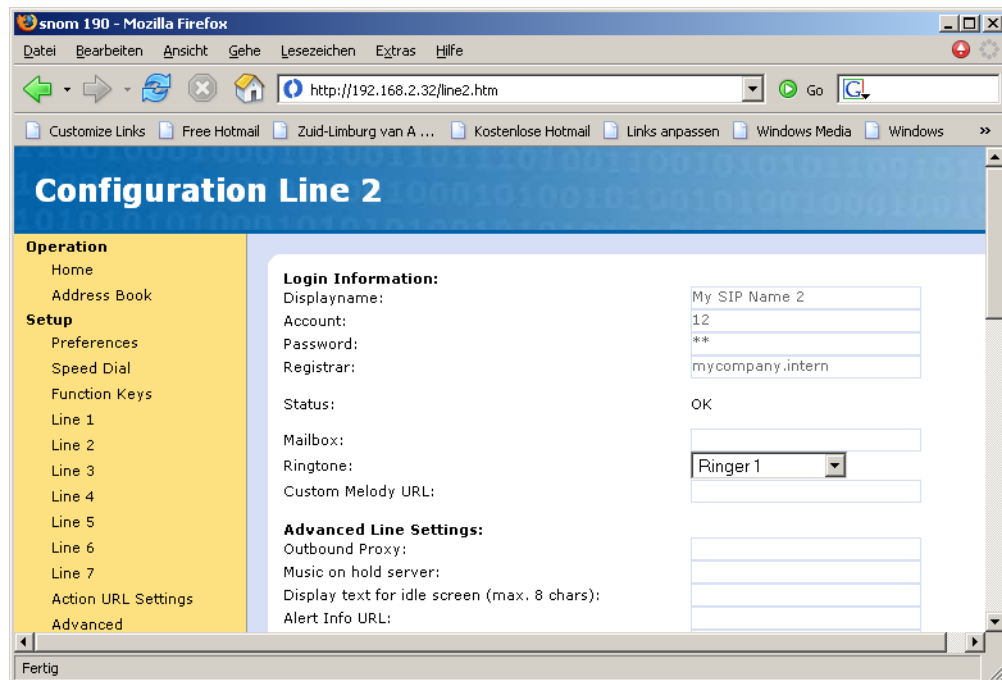 snom 190 - Mozilla Firefox
Datei Bearbeiten Ansicht Gehe Lesezeichen Extras Hilfe
http://192.168.2.32/line2.htm Go G
Customize Links Free Hotmail Zuid-Limburg van A ... Kostenlose Hotmail Links anpassen Windows Media Windows »
Configuration Line 2
Operation
Home
Address Book
Setup
Preferences
Speed Dial
Function Keys
Line 1
Line 2
Line 3
Line 4
Line 5
Line 6
Line 7
Action URL Settings
Advanced
Login Information:
Displayname: My SIP Name 2
Account: 12
Password: **
Registrar: mycompany.intern
Status: OK
Mailbox:
Ringtone: Ringer 1
Custom Melody URL:
Advanced Line Settings:
Outbound Proxy:
Music on hold server:
Display text for idle screen (max. 8 chars):
Alert Info URL:
Fertig